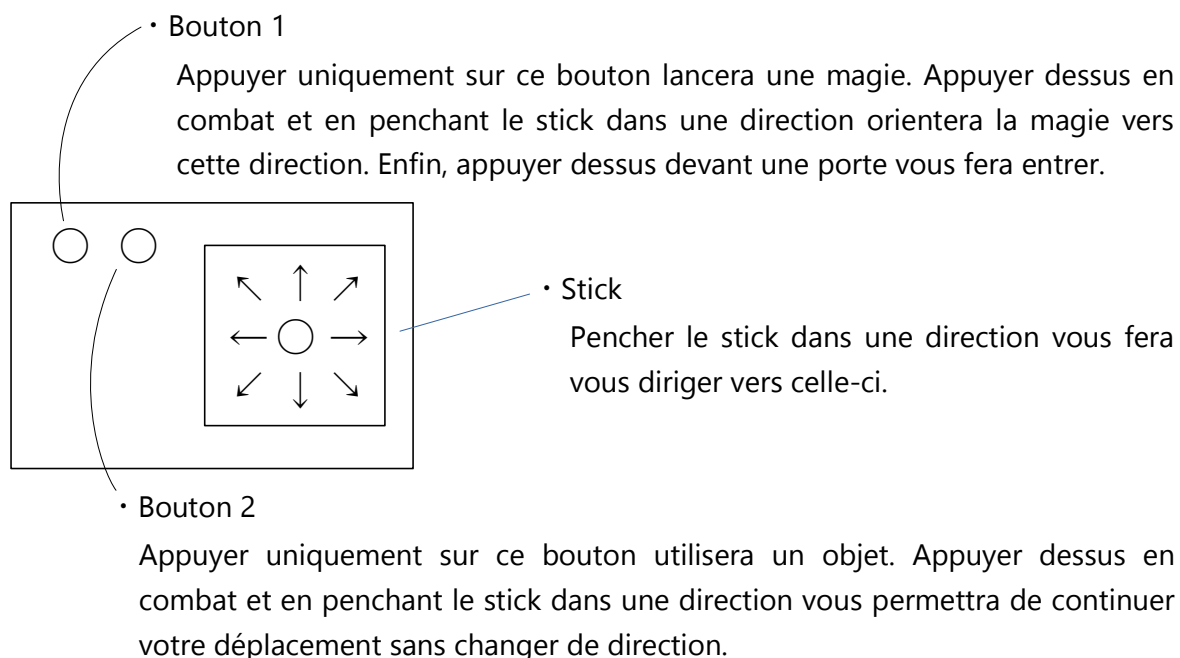 ・Bouton 1
Appuyer uniquement sur ce bouton lancera une magie. Appuyer dessus en
combat et en penchant le stick dans une direction orientera la magie vers
cette direction. Enfin, appuyer dessus devant une porte vous fera entrer.
・Stick
Pencher le stick dans une direction vous fera
vous diriger vers celle-ci.
・Bouton 2
Appuyer uniquement sur ce bouton utilisera un objet. Appuyer dessus en
combat et en penchant le stick dans une direction vous permettra de continuer
votre déplacement sans changer de direction.